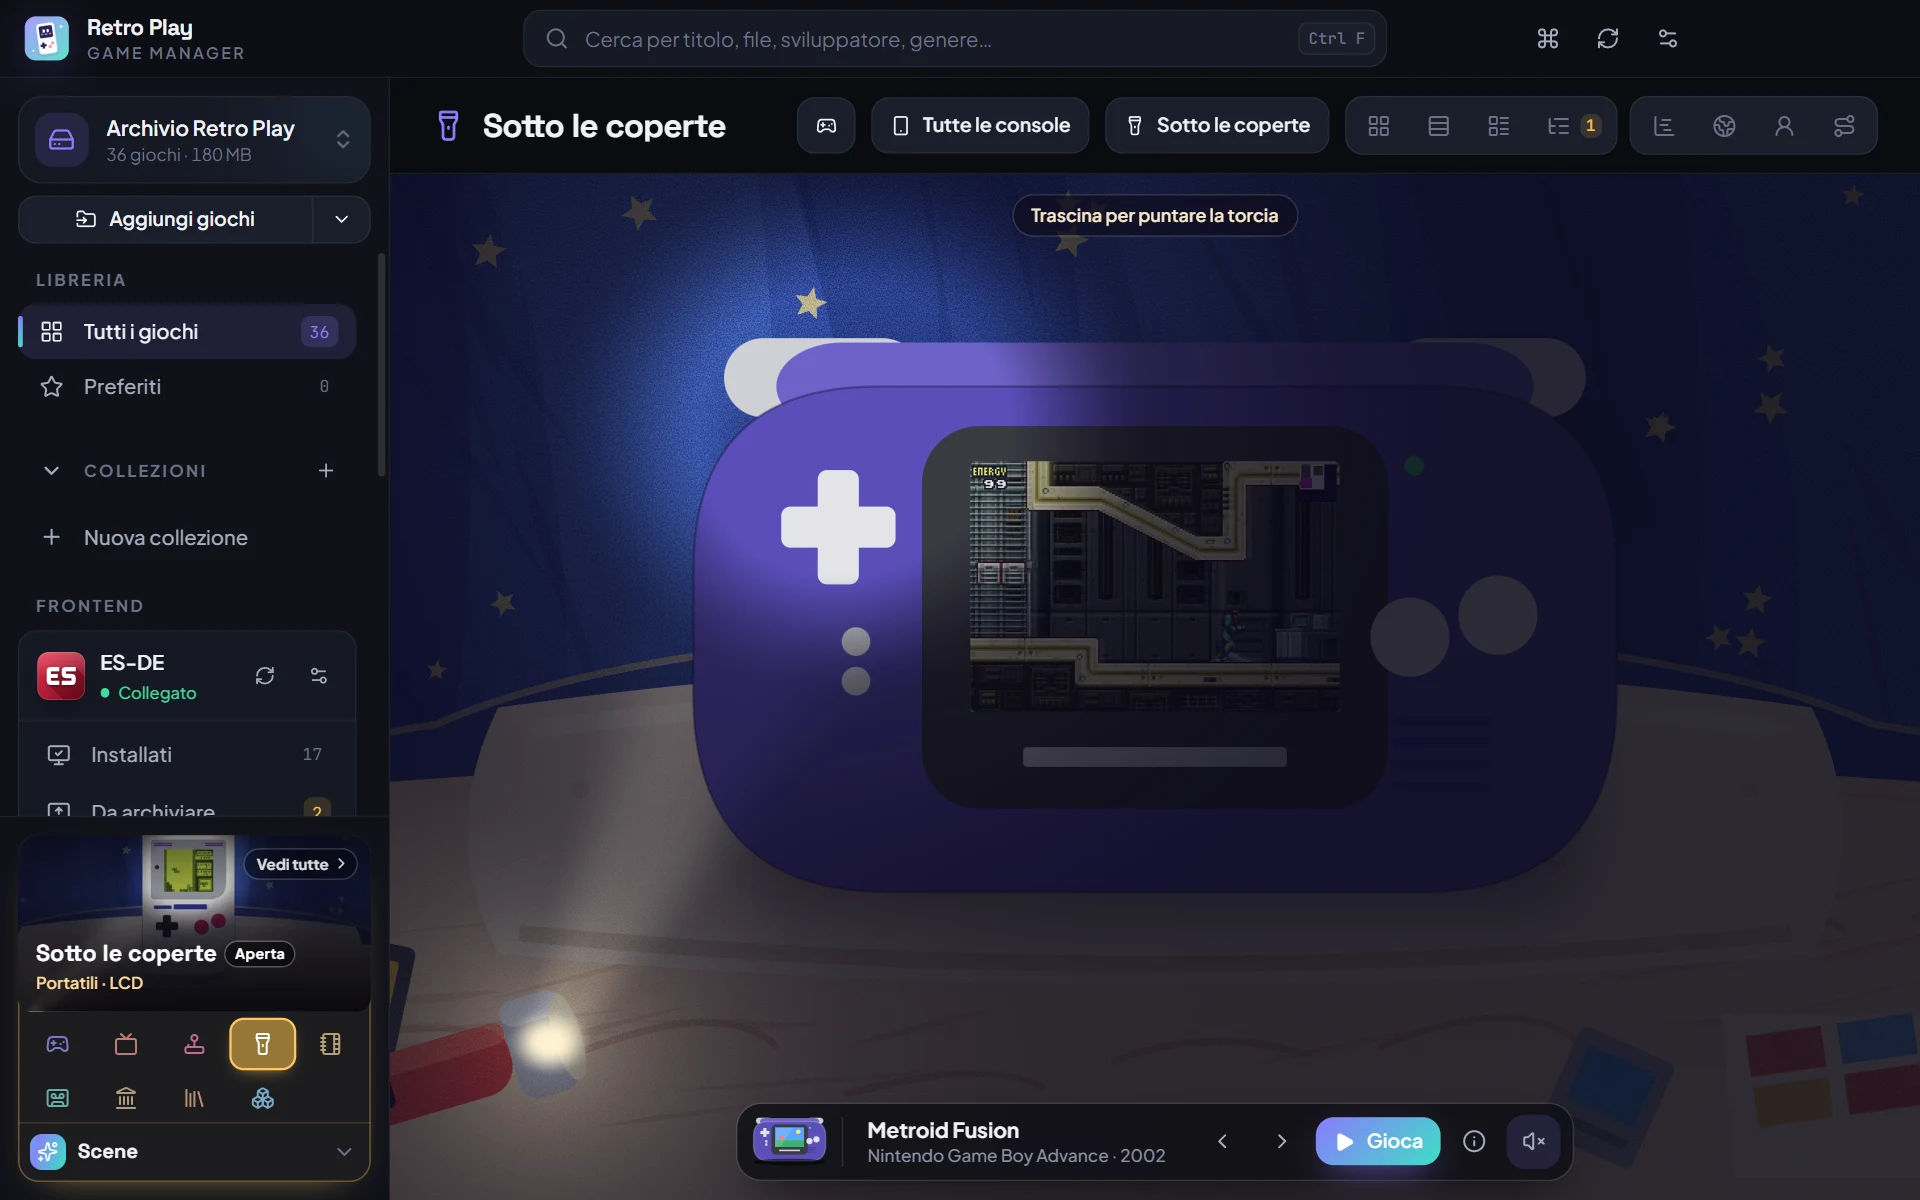 Retro Play
GAME MANAGER
Cerca per titolo, file, sviluppatore, genere...
Ctrl F
Archivio Retro Play
36 giochi · 180 MB
Aggiungi giochi
LIBRERIA
Tutti i giochi
36
Preferiti
0
COLLEZIONI
Nuova collezione
FRONTEND
ES
ES-DE
Collegato
Installati
17
Da archiviare
2
Vedi tutte
Sotto le coperte
Aperta
Portatili · LCD
Scene
Sotto le coperte
Tutte le console
Sotto le coperte
1
Trascina per puntare la torcia
ENERGY
99
Metroid Fusion
Nintendo Game Boy Advance · 2002
Gioca